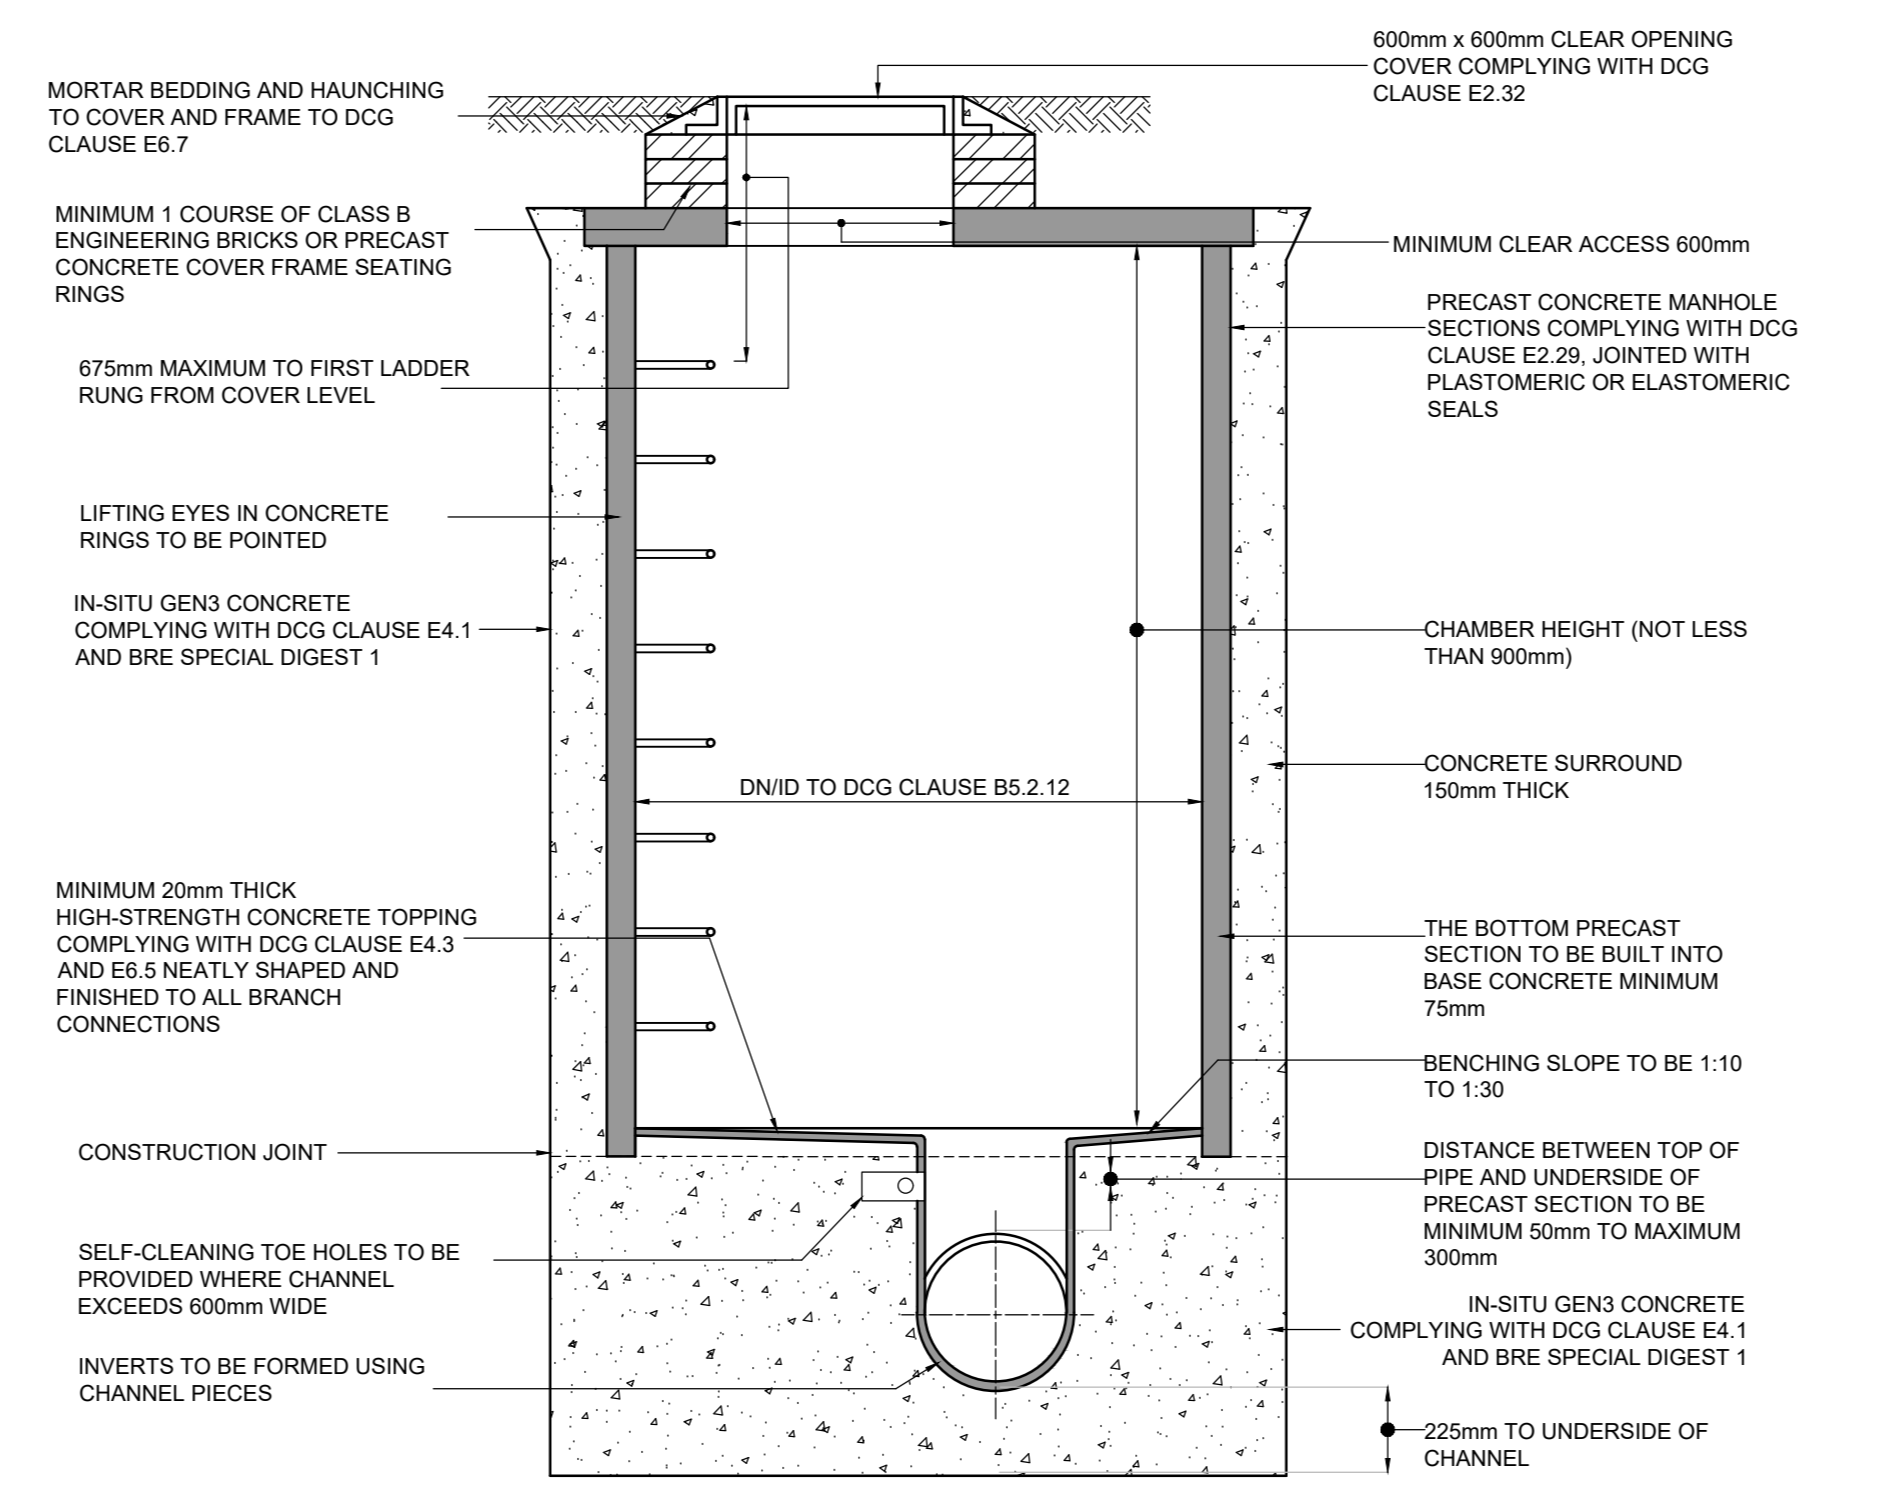 MORTAR BEDDING AND HAUNCHING
TO COVER AND FRAME TO DCG
CLAUSE E6.7
MINIMUM 1 COURSE OF CLASS B
ENGINEERING BRICKS OR PRECAST
CONCRETE COVER FRAME SEATING
RINGS
675mm MAXIMUM TO FIRST LADDER
RUNG FROM COVER LEVEL
LIFTING EYES IN CONCRETE
RINGS TO BE POINTED
IN-SITU GEN3 CONCRETE
COMPLYING WITH DCG CLAUSE E4.1
AND BRE SPECIAL DIGEST 1
MINIMUM 20mm THICK
HIGH-STRENGTH CONCRETE TOPPING
COMPLYING WITH DCG CLAUSE E4.3
AND E6.5 NEATLY SHAPED AND
FINISHED TO ALL BRANCH
CONNECTIONS
CONSTRUCTION JOINT
SELF-CLEANING TOE HOLES TO BE
PROVIDED WHERE CHANNEL
EXCEEDS 600mm WIDE
INVERTS TO BE FORMED USING
CHANNEL PIECES
DN/ID TO DCG CLAUSE B5.2.12
600mm x 600mm CLEAR OPENING
COVER COMPLYING WITH DCG
CLAUSE E2.32
MINIMUM CLEAR ACCESS 600mm
PRECAST CONCRETE MANHOLE
SECTIONS COMPLYING WITH DCG
CLAUSE E2.29, JOINTED WITH
PLASTOMERIC OR ELASTOMERIC
SEALS
CHAMBER HEIGHT (NOT LESS
THAN 900mm)
CONCRETE SURROUND
150mm THICK
THE BOTTOM PRECAST
SECTION TO BE BUILT INTO
BASE CONCRETE MINIMUM
75mm
BENCHING SLOPE TO BE 1:10
TO 1:30
DISTANCE BETWEEN TOP OF
PIPE AND UNDERSIDE OF
PRECAST SECTION TO BE
MINIMUM 50mm TO MAXIMUM
300mm
IN-SITU GEN3 CONCRETE
COMPLYING WITH DCG CLAUSE E4.1
AND BRE SPECIAL DIGEST 1
225mm TO UNDERSIDE OF
CHANNEL